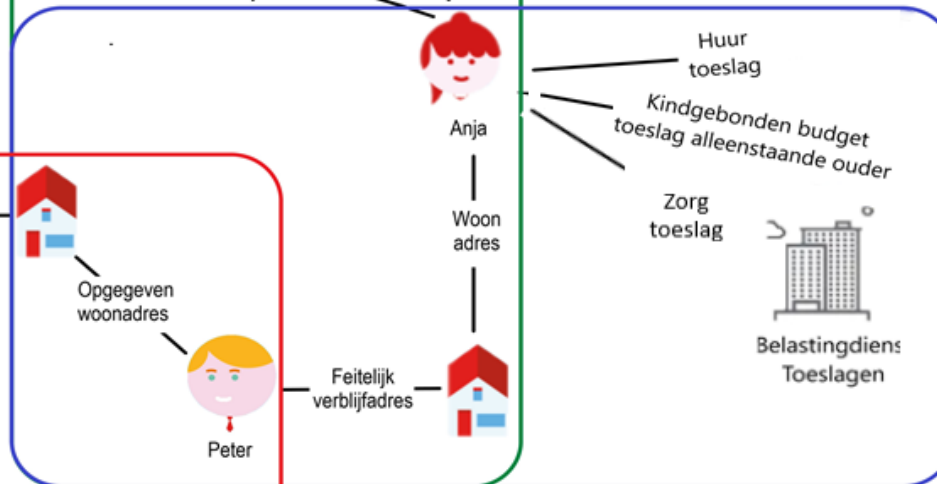 Anja
Huur
toeslag
Kindgebonden budget
toeslag alleenstaande ouder
Zorg
toeslag
Woon
adres
Opgegeven
woonadres
Feitelijk
verblijfadres
Peter
Belastingdiens
Toeslagen